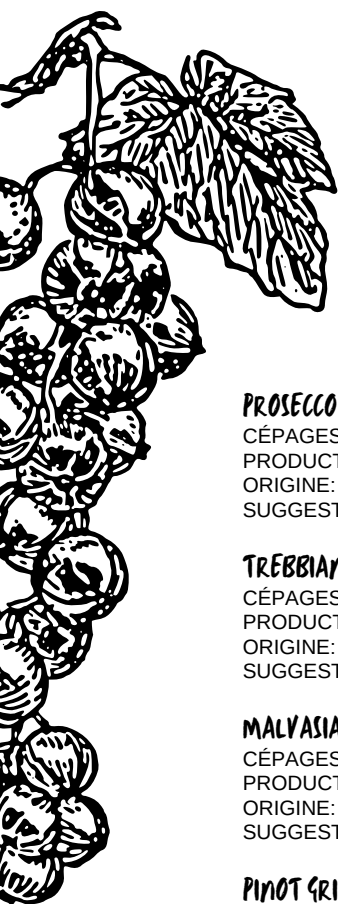 PROSECCO
CÉPAGES
PRODUCT
ORIGINE:
SUGGEST
TREBBIAN
CÉPAGES
PRODUCT
ORIGINE:
SUGGEST
MALVASIA
CÉPAGES
PRODUCT
ORIGINE:
SUGGEST
PINOT GRI